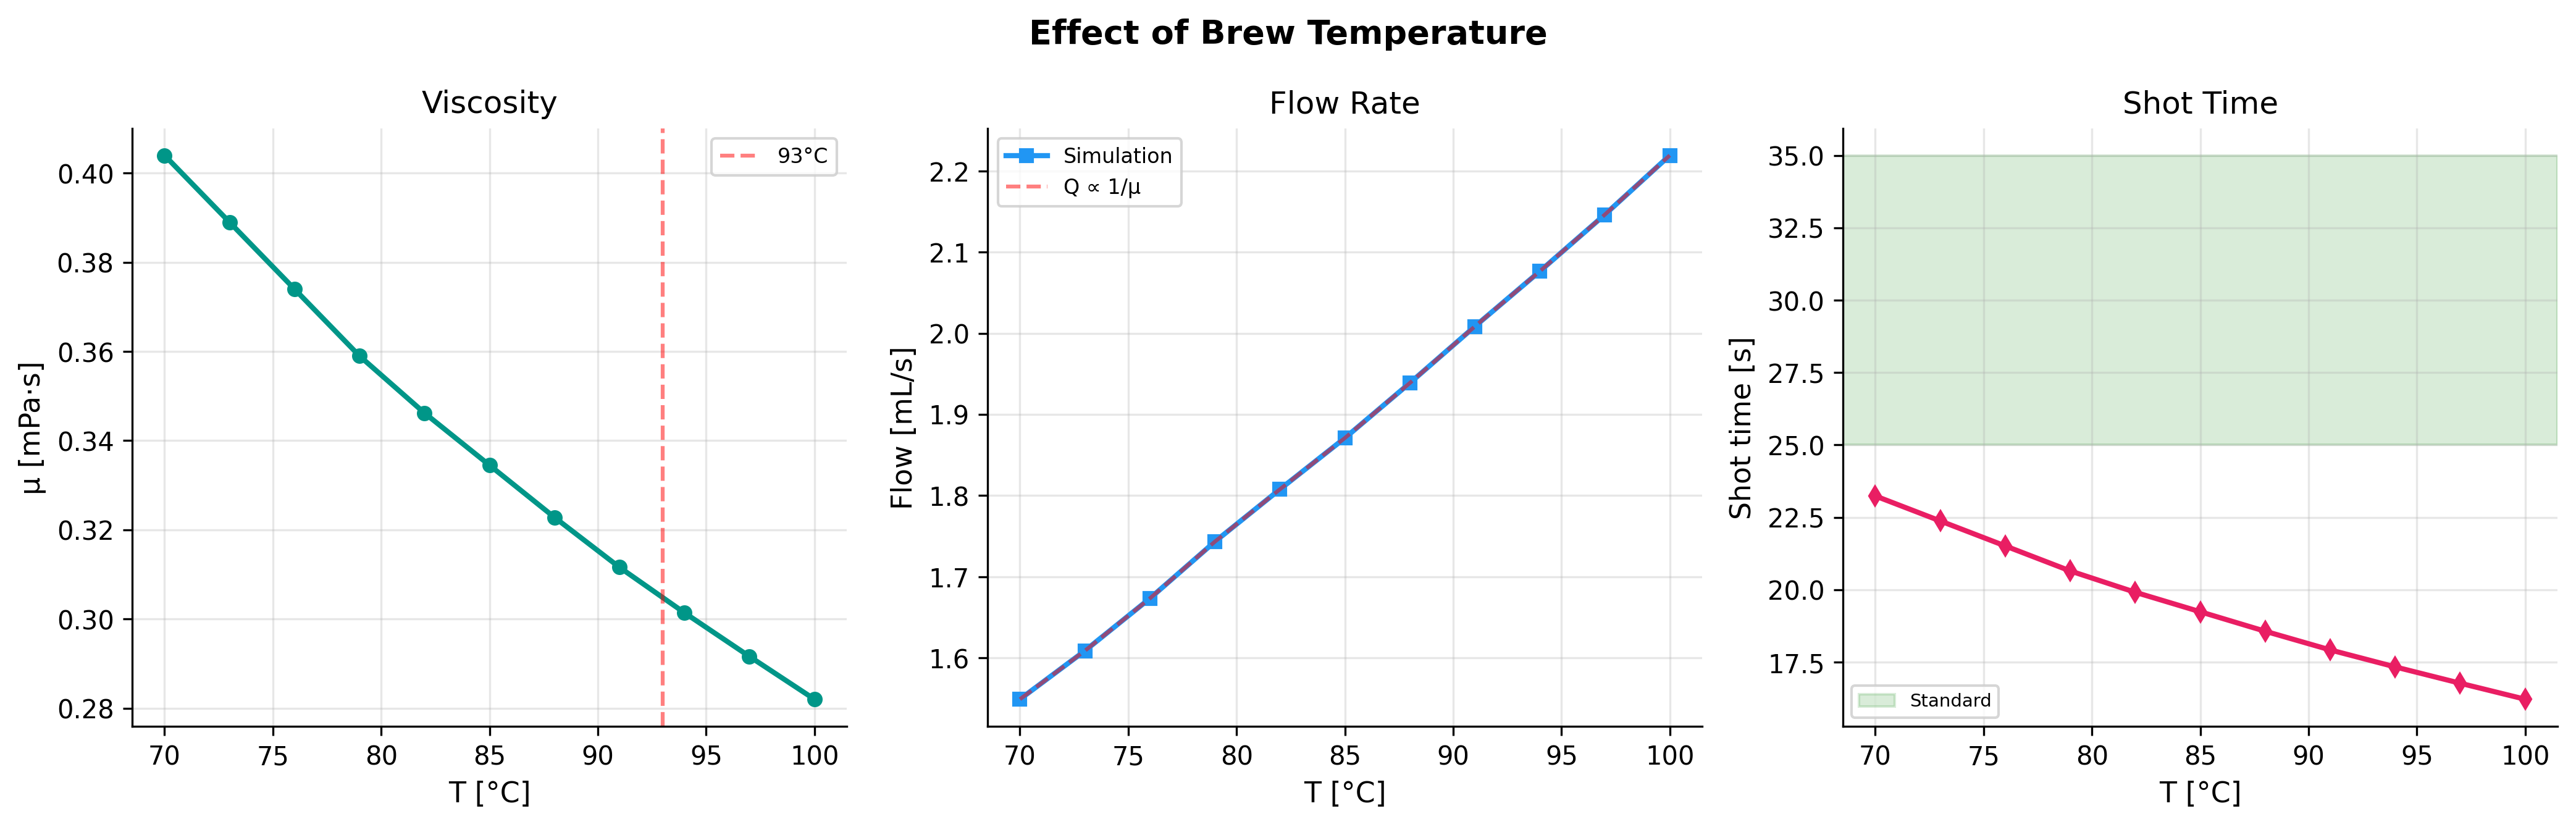 Effect of Brew Temperature
Viscosity
0.40
0.38
0.36
0.34
0.32
0.30
0.28
μ [mPa·s]
93°C
70 75 80 85 90 95 100
T [°C]
Flow Rate
2.2
2.1
2.0
1.9
1.8
1.7
1.6
Flow [mL/s]
Simulation
Q ∝ 1/μ
70 75 80 85 90 95 100
T [°C]
Shot Time
35.0
32.5
30.0
27.5
25.0
22.5
20.0
17.5
Shot time [s]
Standard
70 75 80 85 90 95 100
T [°C]